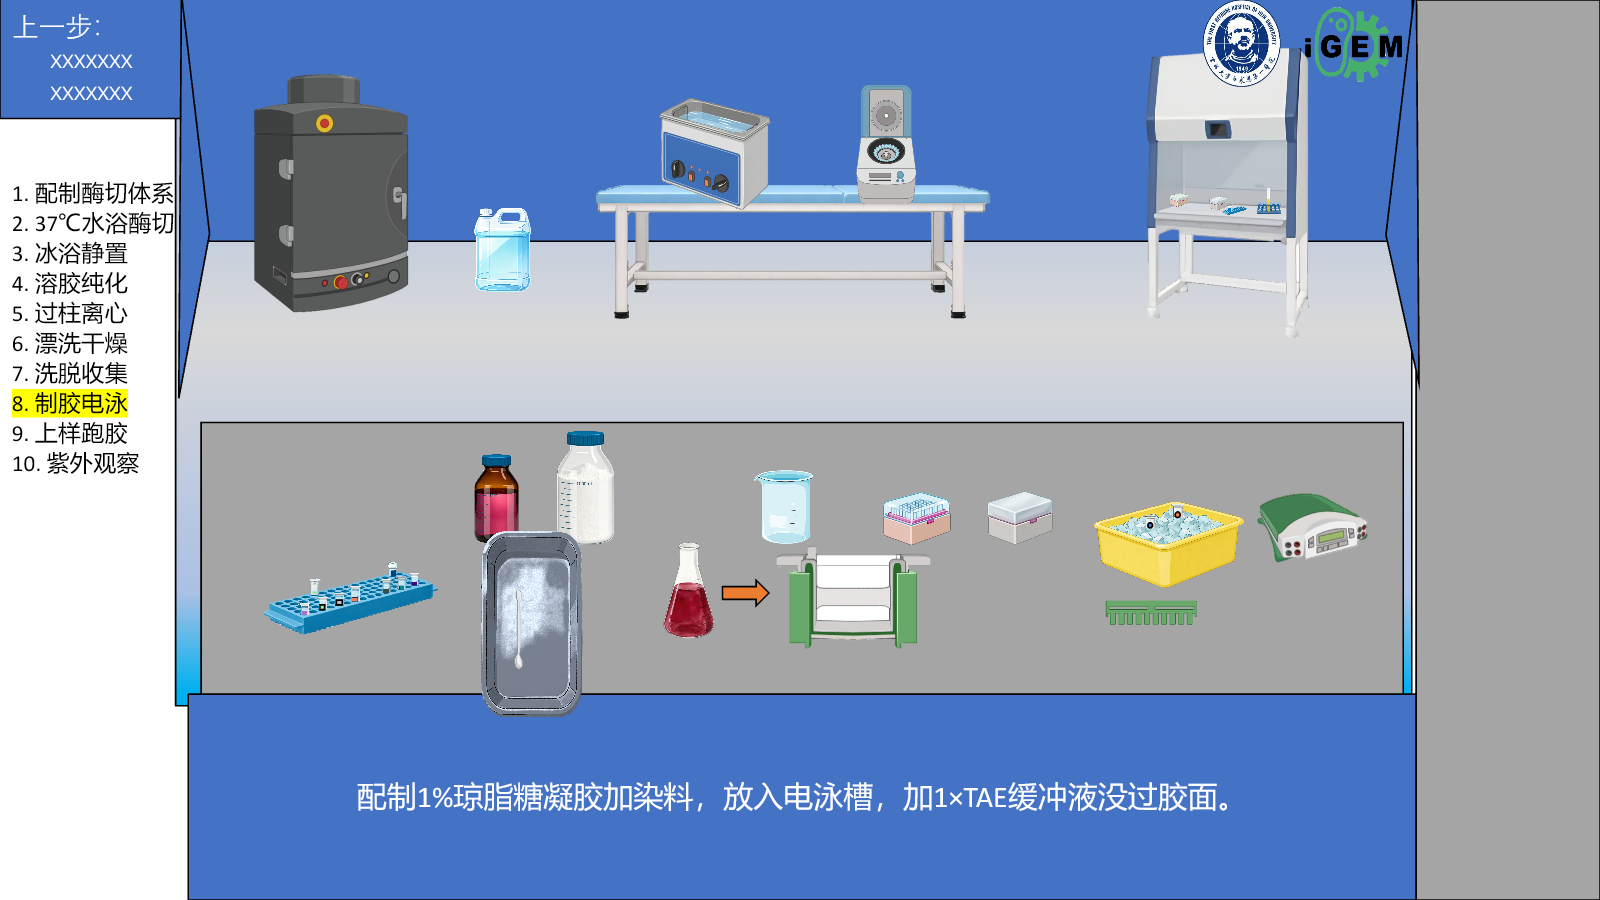 上一步：
XXXXXXX
XXXXXXX
1. 配制酶切体系
2. 37℃水浴酶切
3. 冰浴静置
4. 溶胶纯化
5. 过柱离心
6. 漂洗干燥
7. 洗脱收集
8. 制胶电泳
9. 上样跑胶
10. 紫外观察
iGEM
1949
配制1%琼脂糖凝胶加染料，放入电泳槽，加1×TAE缓冲液没过胶面。